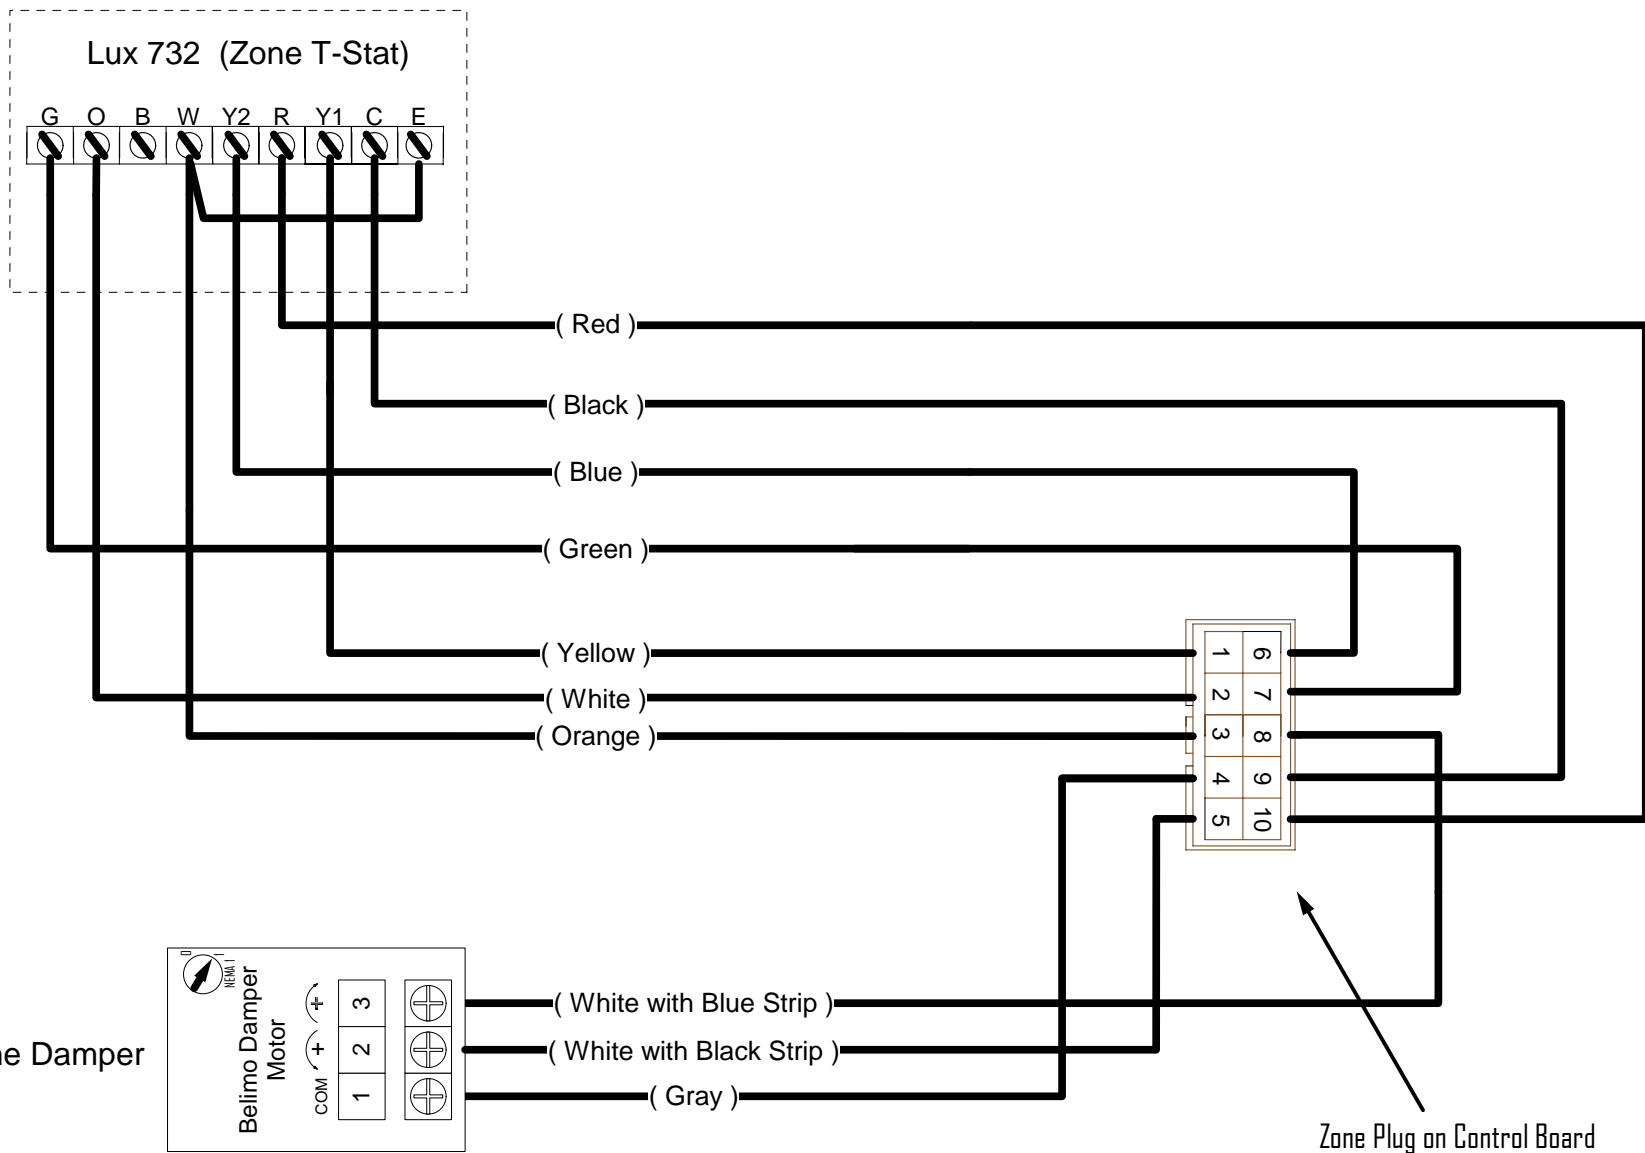 Lux 732 (Zone T-Stat)
G O B W Y2 R Y1 C E
( Red )
( Black )
( Blue )
( Green )
( Yellow )
( White )
( Orange )
1 6
2 7
3 8
4 9
5 10
NEMA 1
0 1
Belimo Damper
Motor
COM + +
1 2 3
Damper
( White with Blue Strip )
( White with Black Strip )
( Gray )
Zone Plug on Control Board